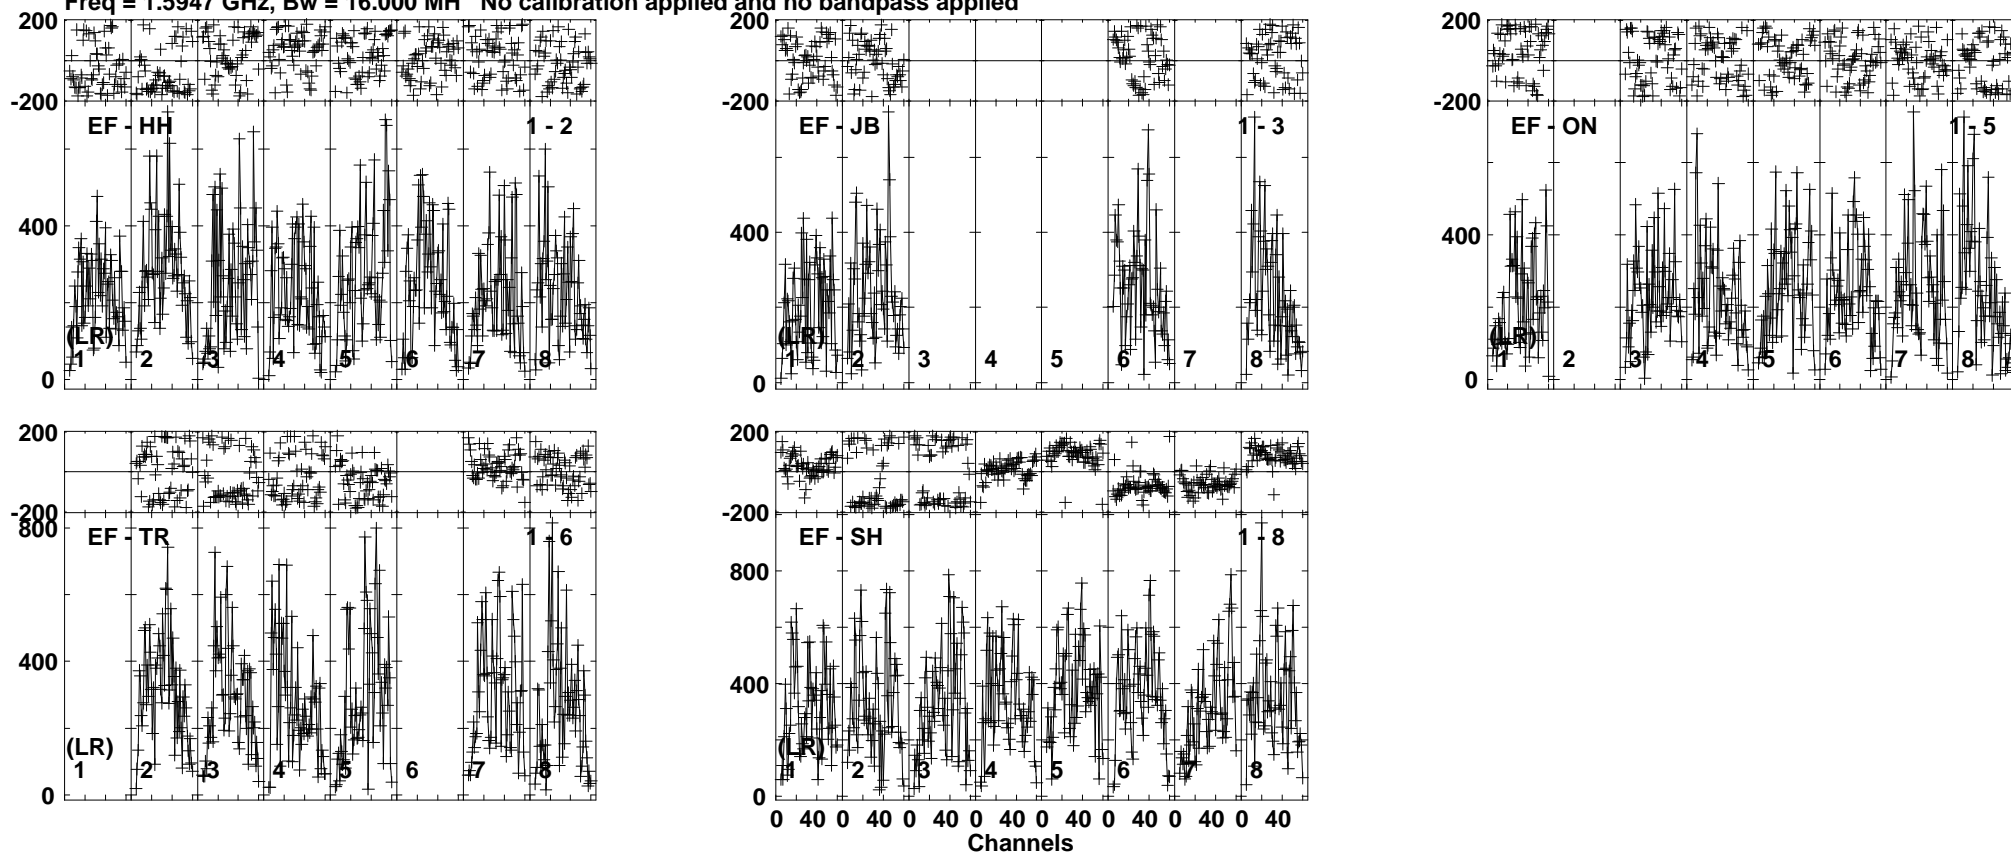 Freq = 1.5947 GHz, Bw = 16.000 MH No calibration applied and no bandpass applied
200 200 200
-200 -200 -200
EF - HH 1 - 2 EF - JB 1 - 3 EF - ON 1 - 5
400 400 400
(LR) (LR) (LR)
1 2 3 4 5 6 7 8 1 2 3 4 5 6 7 8 1 2 3 4 5 6 7 8
0 0 0
200 200
-200 -200
800
EF - TR 1 - 6 EF - SH 1 - 8
800
400 400
(LR) (LR)
1 2 3 4 5 6 7 8 1 2 3 4 5 6 7 8
0 0
0 40 0 40 0 40 0 40 0 40 0 40 0 40 0 40
Channels